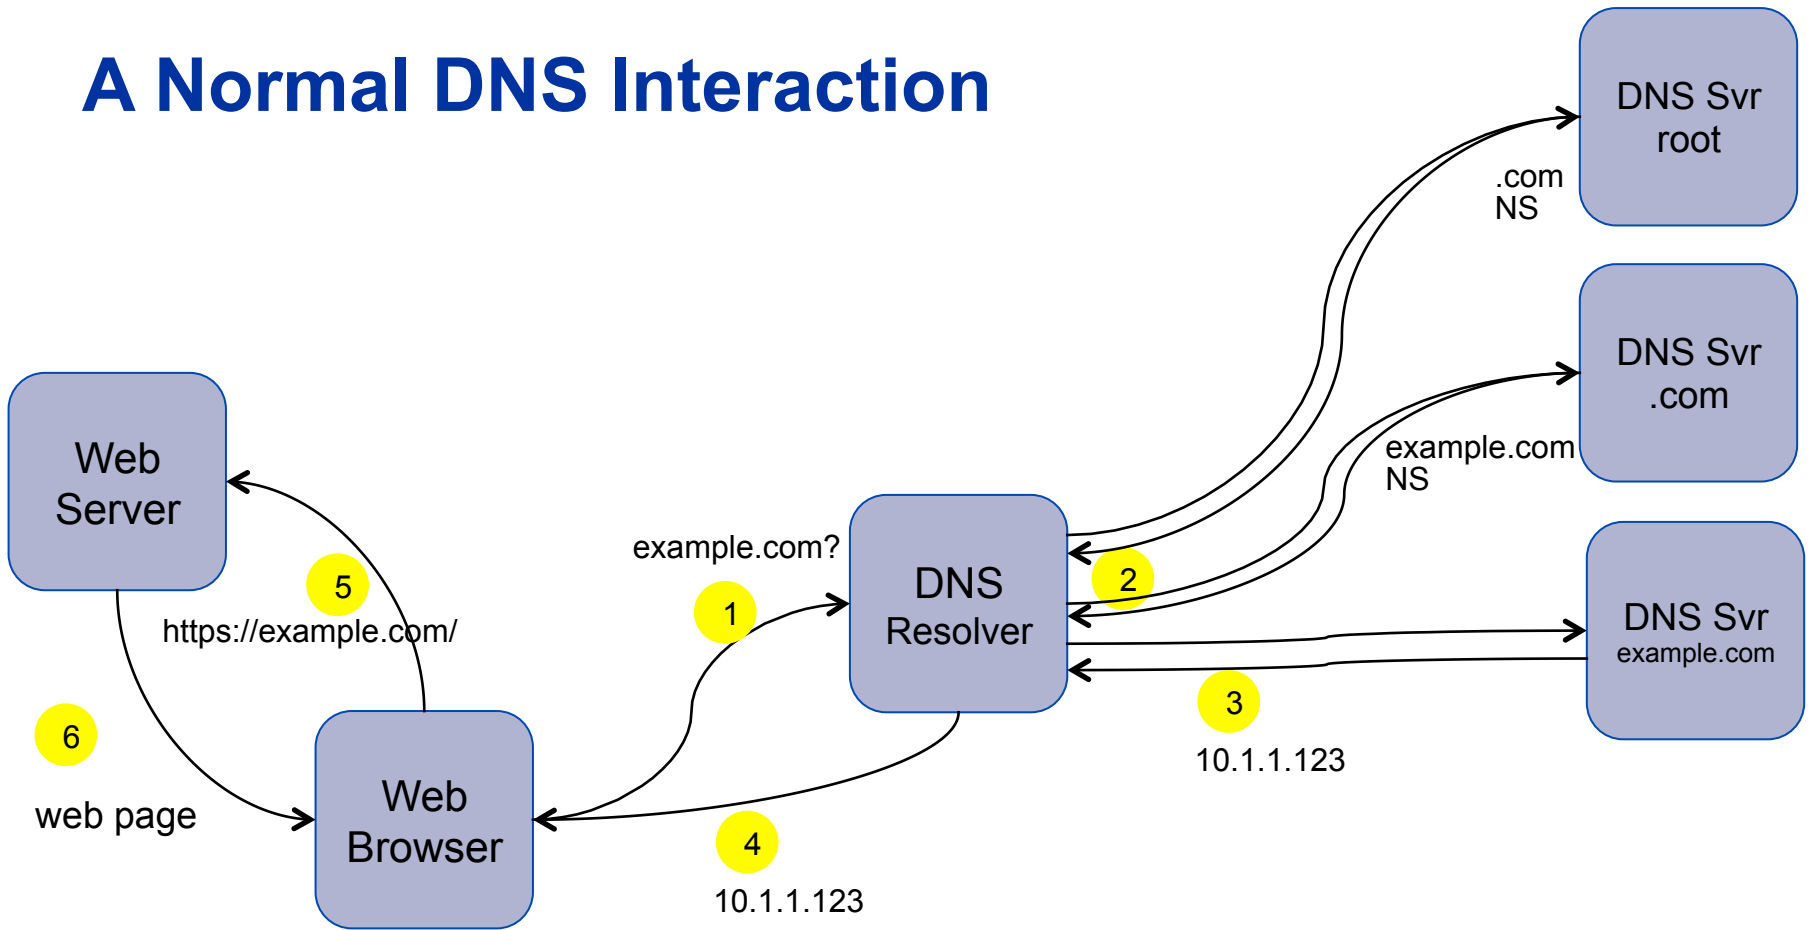 A Normal DNS Interaction
DNS Svr
root
.com
NS
DNS Svr
.com
example.com
NS
Web
Server
5
https://example.com/
example.com?
1
DNS
Resolver
2
DNS Svr
example.com
3
10.1.1.123
6
web page
Web
Browser
4
10.1.1.123